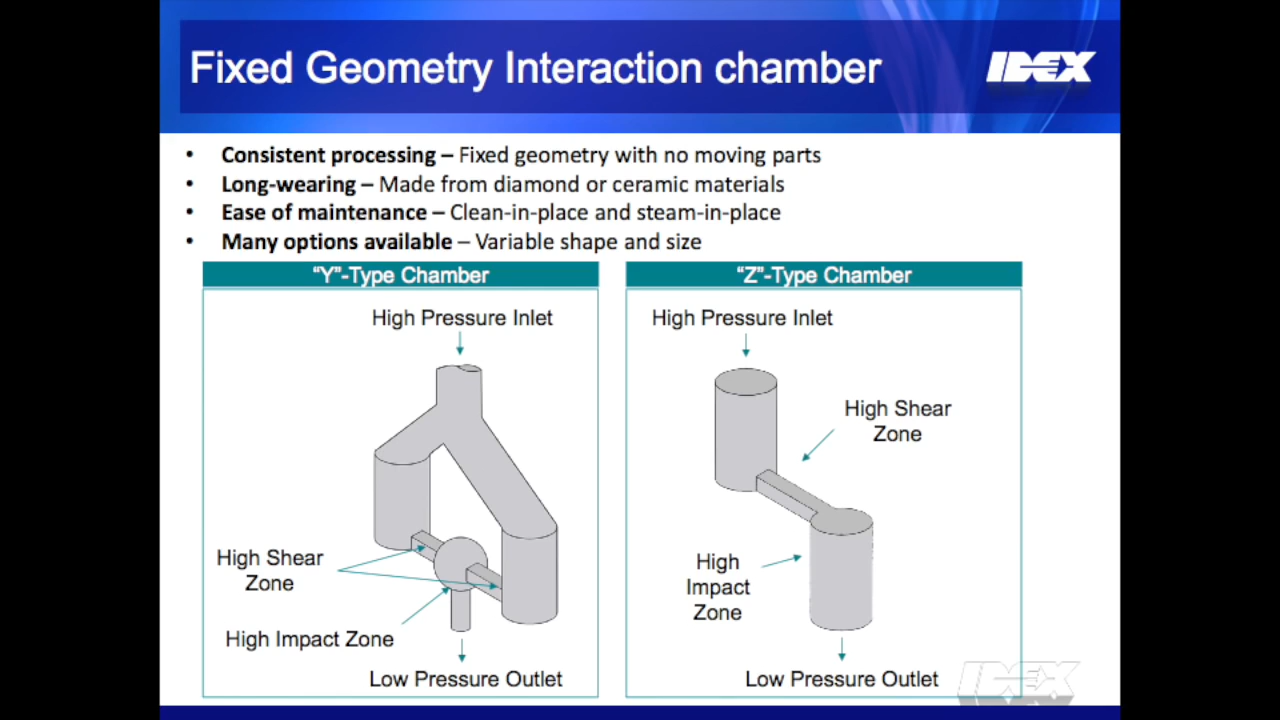 Fixed Geometry Interaction chamber
IDEX
• Consistent processing – Fixed geometry with no moving parts
• Long-wearing – Made from diamond or ceramic materials
• Ease of maintenance – Clean-in-place and steam-in-place
• Many options available – Variable shape and size
“Y”-Type Chamber
High Pressure Inlet
High Shear
Zone
High Impact Zone
Low Pressure Outlet
“Z”-Type Chamber
High Pressure Inlet
High Shear
Zone
High
Impact
Zone
Low Pressure Outlet
IDEX